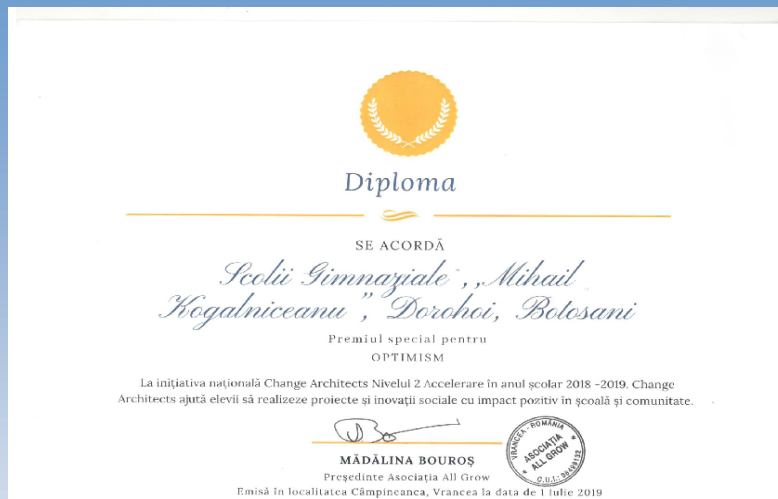 Diploma
SE ACORDĂ
Scolii Gimnaziale ,,Mihail
Kogalniceanu ", Dorohoi, Botosani
Premiul special pentru
OPTIMISM
La inițiativa națională Change Architects Nivelul 2 Accelerare în anul școlar 2018 –2019. Change
Architects ajută elevii să realizeze proiecte și inovații sociale cu impact pozitiv în școală și comunitate.
MĂDĂLINA BOUROȘ
Președinte Asociația All Grow
Emisă în localitatea Câmpineanca, Vrancea la data de 1 Iulie 2019
VRANCEA - ROMÂNIA
ASOCIAȚIA
ALL GROW